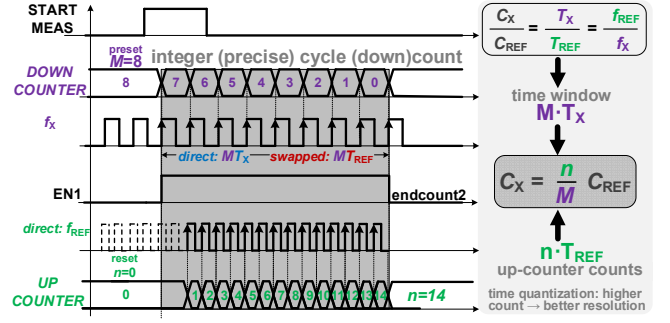 START
MEAS
preset
M=8
integer (precise) cycle (down)count
DOWN
COUNTER
8 7 6 5 4 3 2 1 0
fX
direct: MTX swapped: MTREF
EN1
endcount2
direct: fREF
reset
n=0
UP
COUNTER
0 1 2 3 4 5 6 7 8 9 10 11 12 13 14 n=14
CX/CREF = TX/TREF = fREF/fX
time window
M·TX
CX = n/M CREF
n·TREF
up-counter counts
time quantization: higher
count → better resolution